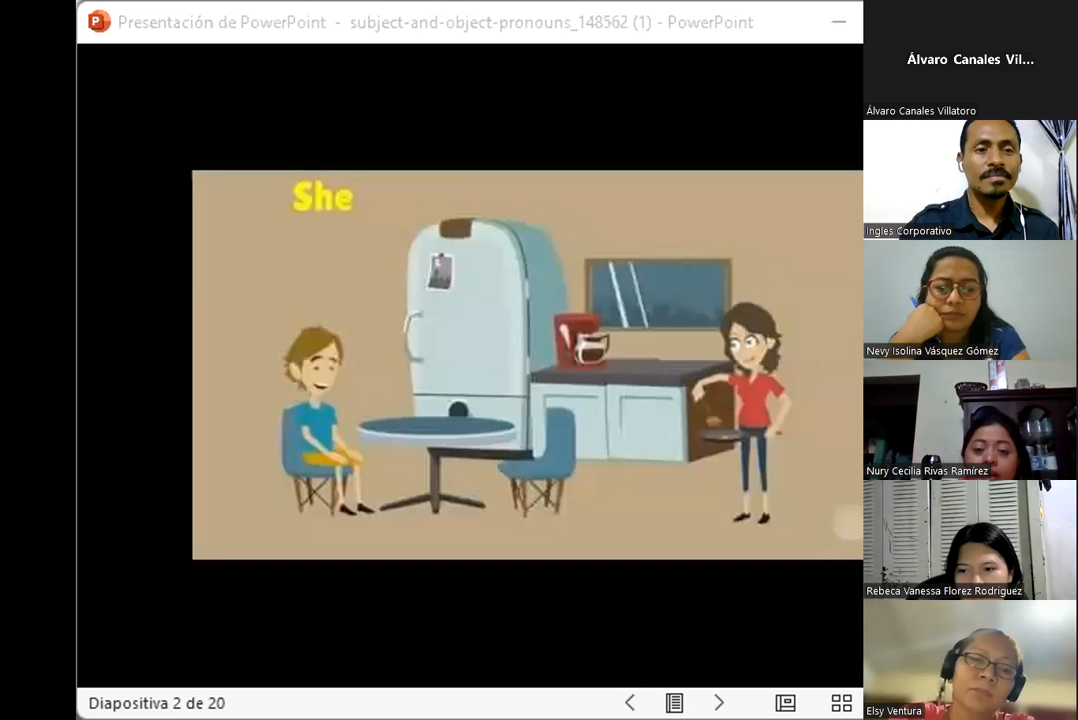 P Presentación de PowerPoint - subject-and-object-pronouns_148562 (1) - PowerPoint
She
Diapositiva 2 de 20
Álvaro Canales Vil...
Álvaro Canales Villatoro
Ingles Corporativo
Nevy Isolina Vásquez Gómez
Nury Cecilia Rivas Ramírez
Rebeca Vanessa Florez Rodriguez
Elsy Ventura